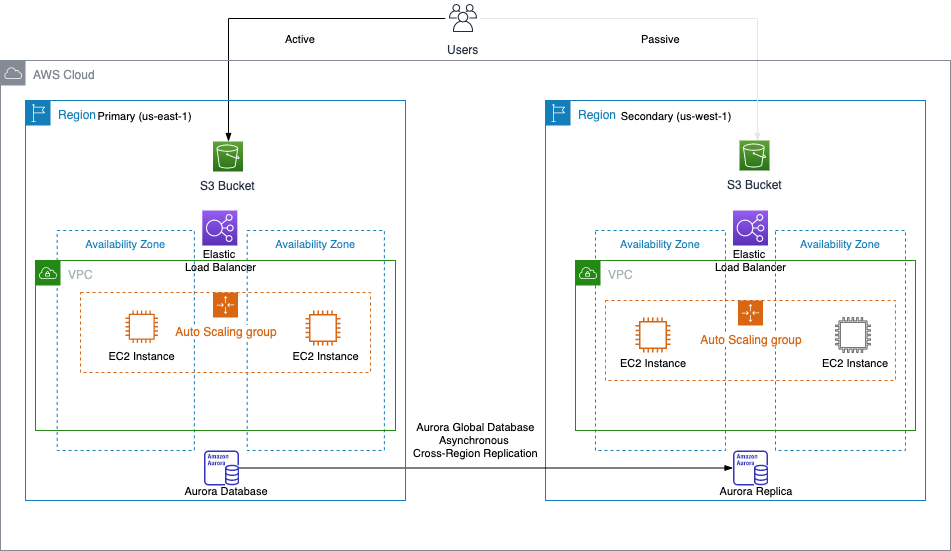 Active
Passive
Users
AWS Cloud
Region Primary (us-east-1)
S3 Bucket
Availability Zone
Availability Zone
Elastic
Load Balancer
VPC
Auto Scaling group
EC2 Instance
EC2 Instance
Amazon
Aurora
Aurora Database
Aurora Global Database
Asynchronous
Cross-Region Replication
Region Secondary (us-west-1)
S3 Bucket
Availability Zone
Availability Zone
Elastic
Load Balancer
VPC
Auto Scaling group
EC2 Instance
EC2 Instance
Amazon
Aurora
Aurora Replica